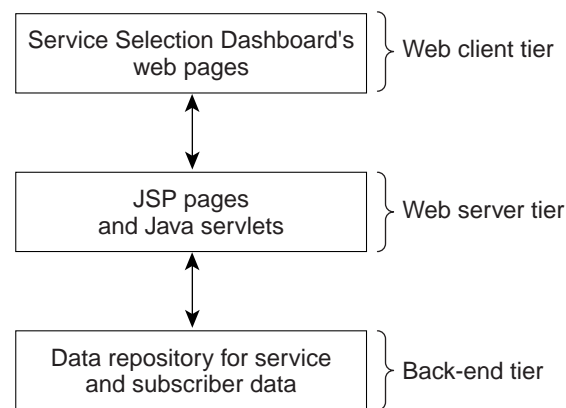 Service Selection Dashboard's
web pages
Web client tier
JSP pages
and Java servlets
Web server tier
Data repository for service
and subscriber data
Back-end tier